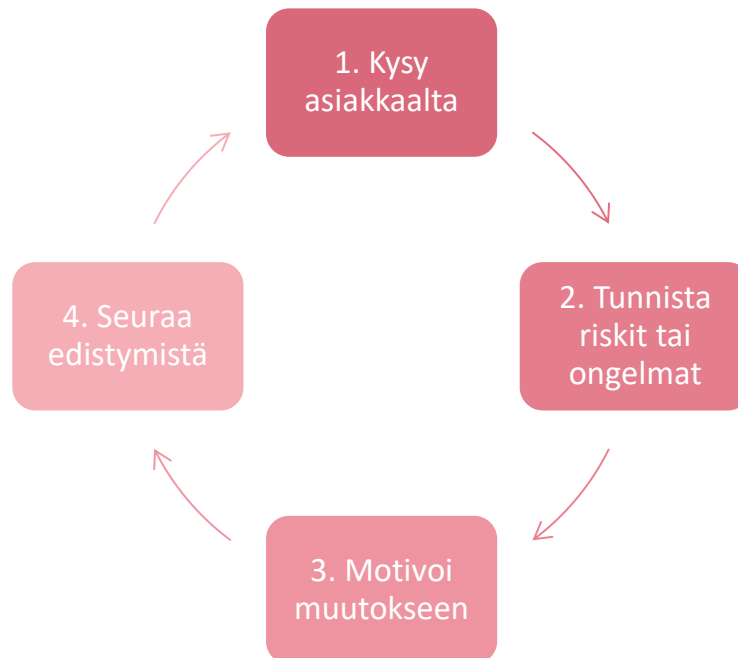 1. Kysy
asiakkaalta
2. Tunnista
riskit tai
ongelmat
3. Motivoi
muutokseen
4. Seuraa
edistymistä